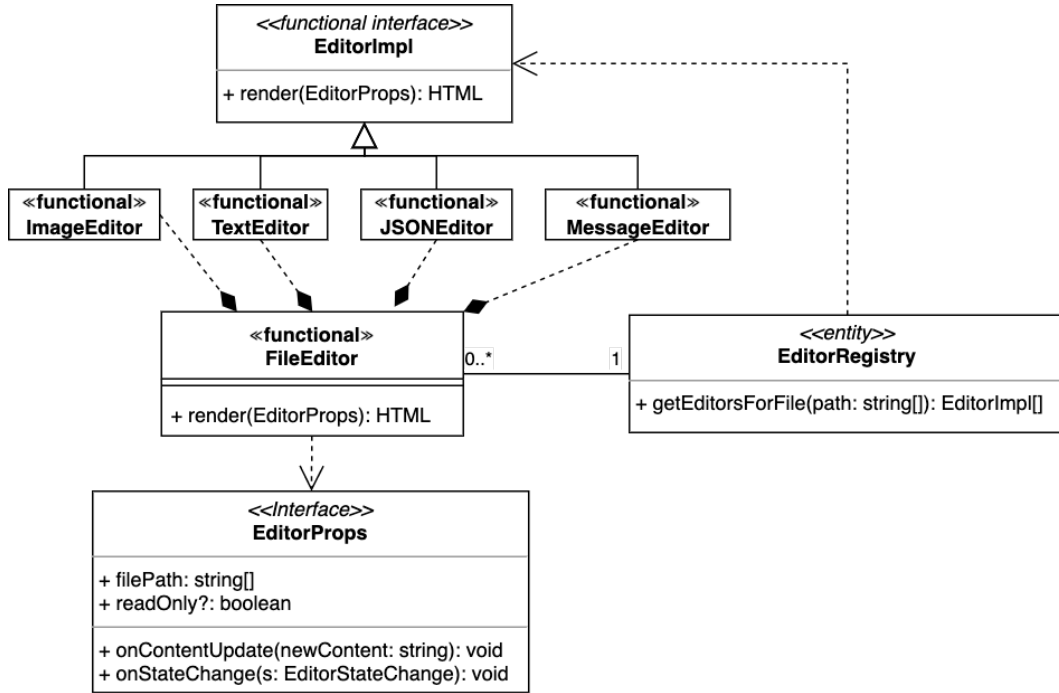 <<functional interface>>
EditorImpl
+ render(EditorProps): HTML
«functional»
ImageEditor
«functional»
TextEditor
«functional»
JSONEditor
«functional»
MessageEditor
«functional»
FileEditor
+ render(EditorProps): HTML
0..*
1
<<entity>>
EditorRegistry
+ getEditorsForFile(path: string[]): EditorImpl[]
<<Interface>>
EditorProps
+ filePath: string[]
+ readOnly?: boolean
+ onContentUpdate(newContent: string): void
+ onStateChange(s: EditorStateChange): void